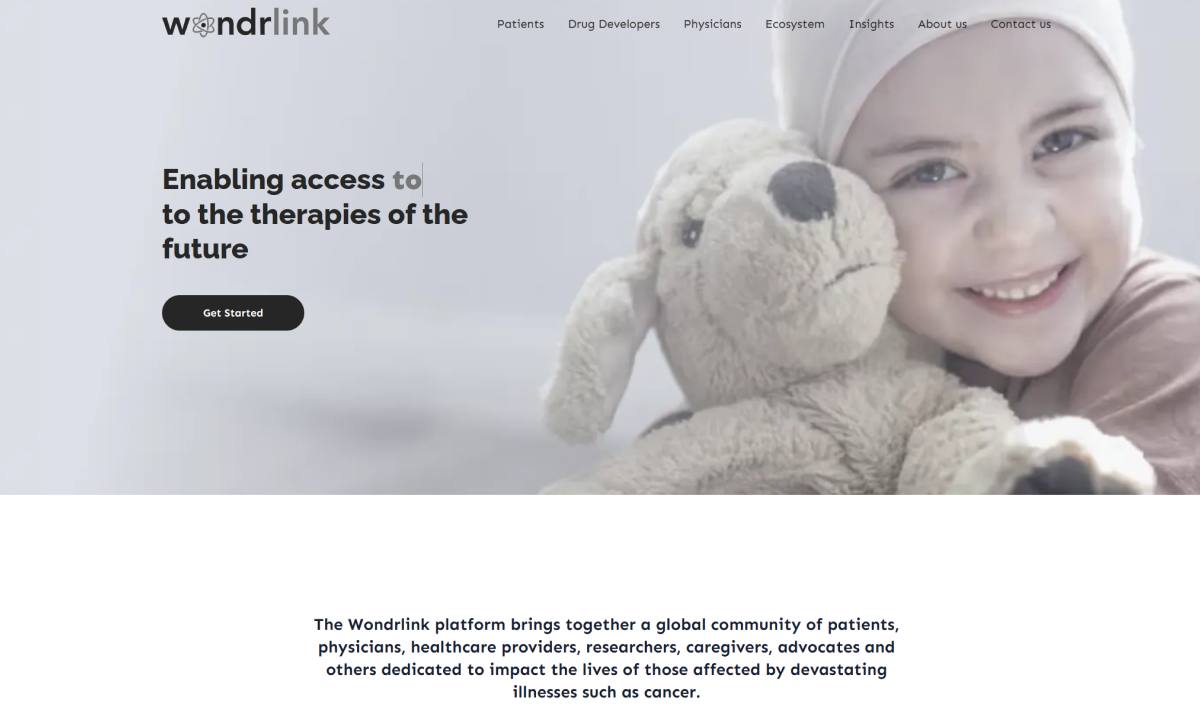 wondrlink
Patients Drug Developers Physicians Ecosystem Insights About us Contact us
Enabling access to
to the therapies of the
future
Get Started
The Wondrlink platform brings together a global community of patients,
physicians, healthcare providers, researchers, caregivers, advocates and
others dedicated to impact the lives of those affected by devastating
illnesses such as cancer.